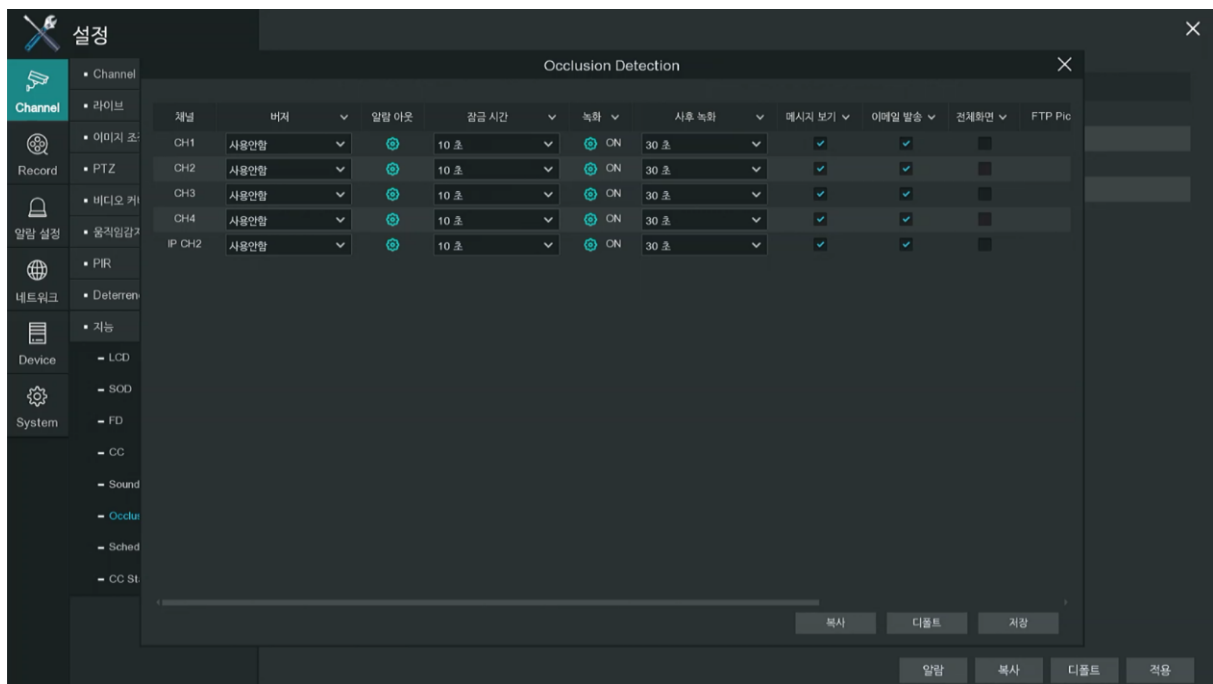 설정
Channel
Record
알람 설정
네트워크
Device
System
Channel
라이브
이미지
PTZ
비디오
움직임감지
PIR
지능
LCD
SOD
FD
CC
Sound
Occlus
Sched
CC St
Occlusion Detection
채널 버저 알람 아웃 잠금 시간 녹화 사후 녹화 메시지 보기 이메일 발송 전체화면 FTP Pic
CH1 사용안함 10 초 ON 30 초
CH2 사용안함 10 초 ON 30 초
CH3 사용안함 10 초 ON 30 초
CH4 사용안함 10 초 ON 30 초
IP CH2 사용안함 10 초 ON 30 초
복사 디폴트 저장
알람 복사 디폴트 적용